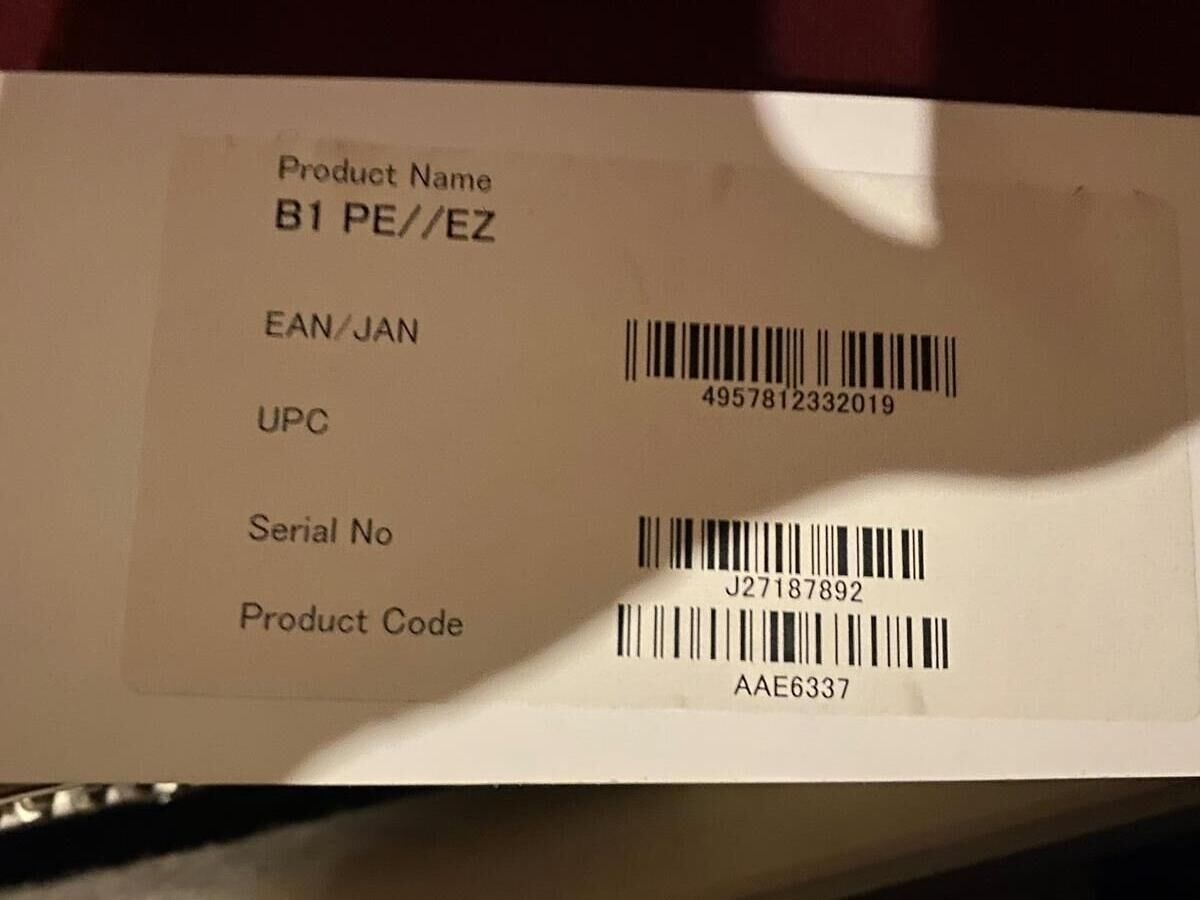 Product Name
B1 PE//EZ
EAN/JAN
4957812332019
UPC
Serial No
J27187892
Product Code
AAE6337